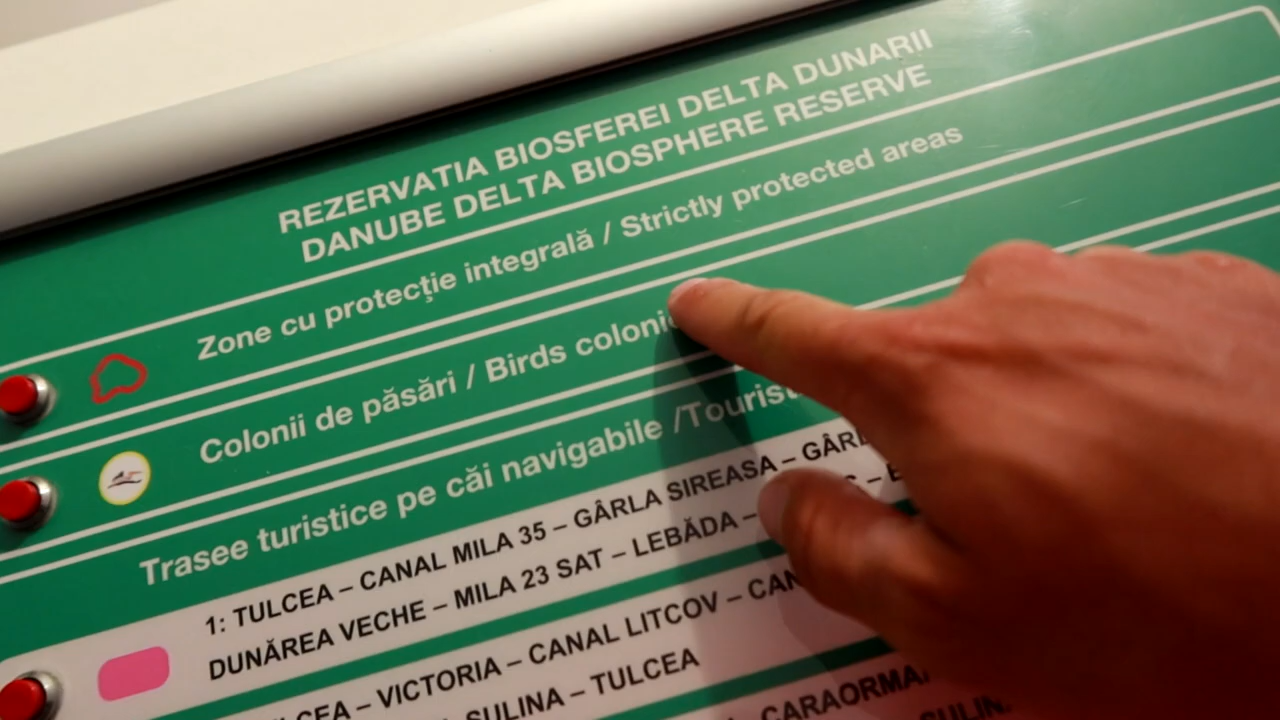 REZERVATIA BIOSFEREI DELTA DUNARII
DANUBE DELTA BIOSPHERE RESERVE
Zone cu protecţie integrală / Strictly protected areas
Colonii de păsări / Birds
Trasee turistice pe căi navigabile /
1: TULCEA – CANAL MILA 35 – GÂRLA SIREASA –
DUNĂREA VECHE – MILA 23 SAT – LEBĂDA –
– VICTORIA – CANAL LITCOV –
SULINA – TULCEA